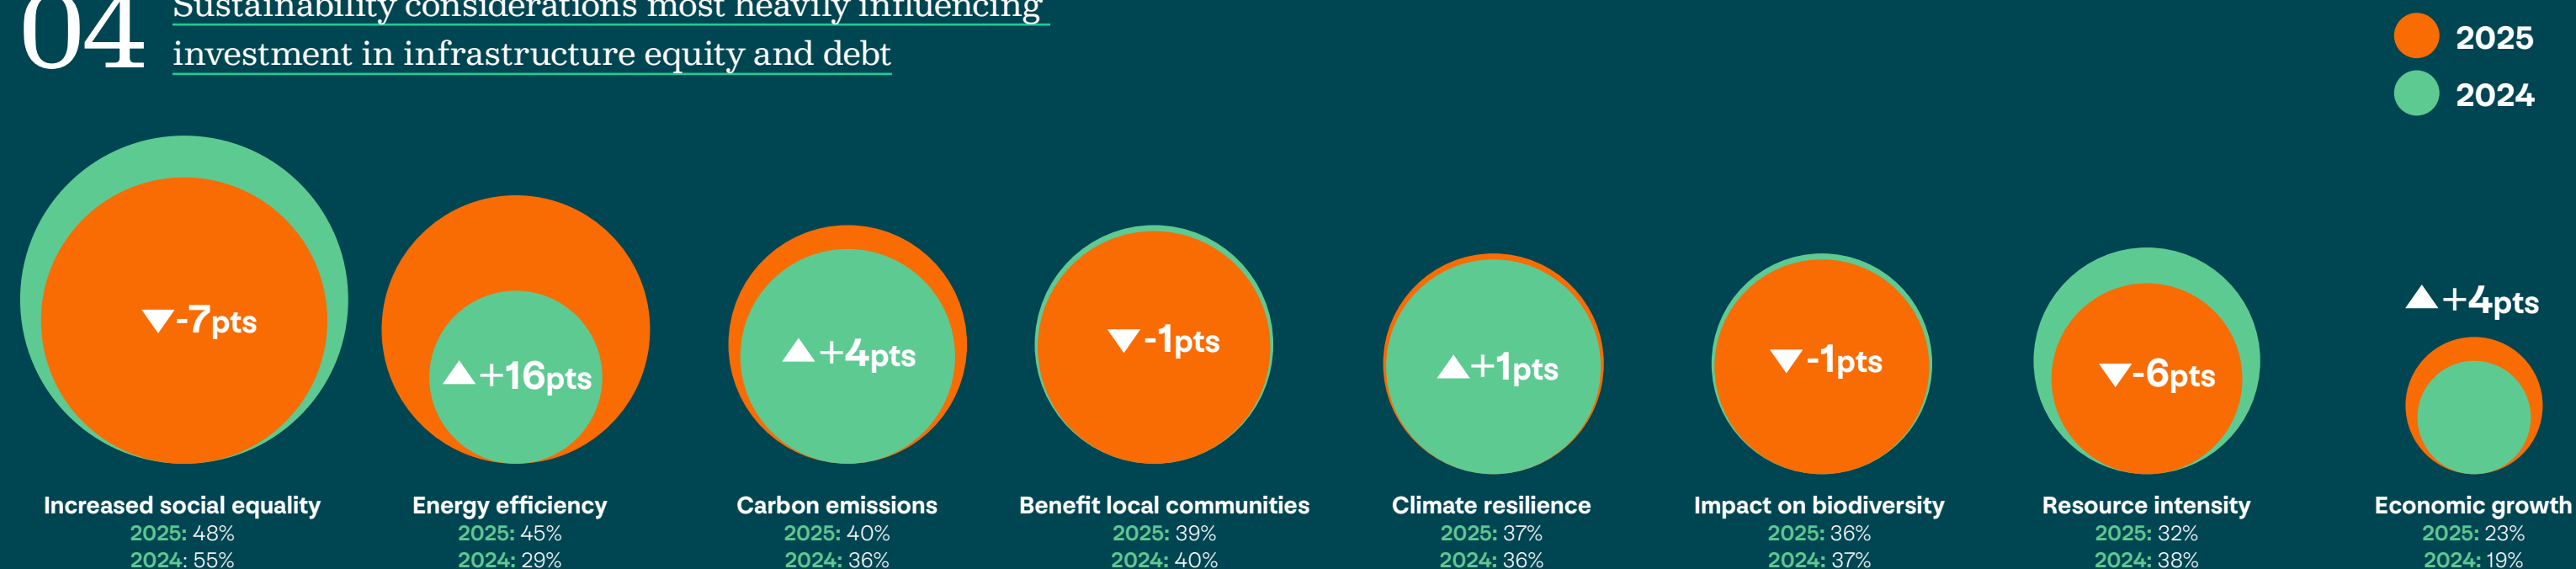 04
Sustainability considerations most heavily influencing
investment in infrastructure equity and debt
2025
2024
▼-7pts
▲+16pts
▲+4pts
▼-1pts
▲+1pts
▼-1pts
▼-6pts
▲+4pts
Increased social equality
2025: 48%
2024: 55%
Energy efficiency
2025: 45%
2024: 29%
Carbon emissions
2025: 40%
2024: 36%
Benefit local communities
2025: 39%
2024: 40%
Climate resilience
2025: 37%
2024: 36%
Impact on biodiversity
2025: 36%
2024: 37%
Resource intensity
2025: 32%
2024: 38%
Economic growth
2025: 23%
2024: 19%